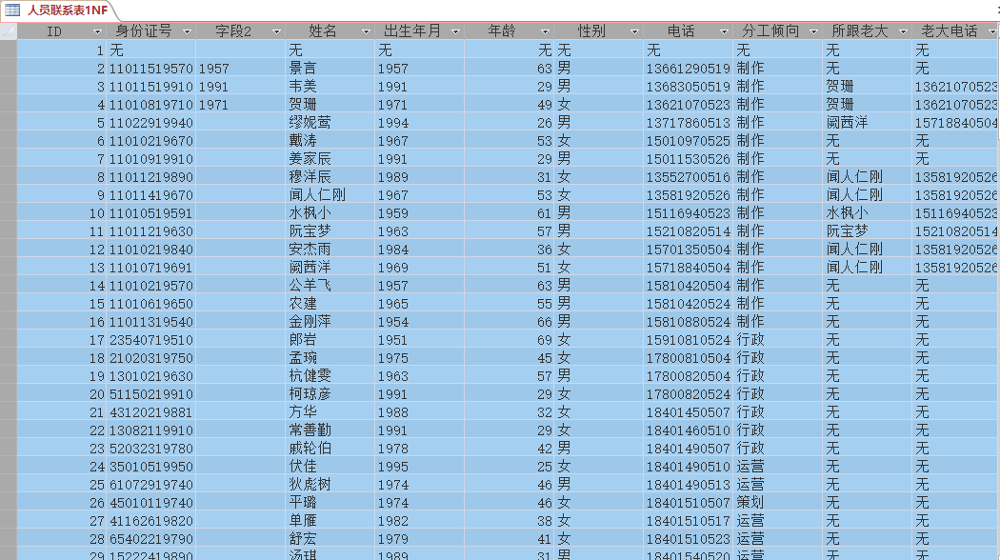 人员联系表1NF
ID 身份证号 字段2 姓名 出生年月 年龄 性别 电话 分工倾向 所跟老大 老大电话
1 无 无 无 无 无 无 无 无
2 11011519570 1957 景言 1957 63 男 13661290519 制作 无 无
3 11011519910 1991 韦美 1991 29 男 13683050519 制作 贺珊 13621070523
4 11010819710 1971 贺珊 1971 49 女 13621070523 制作 贺珊 13621070523
5 11022919940 缪妮莺 1994 26 男 13717860513 制作 阚茜洋 15718840504
6 11010219670 戴涛 1967 53 女 15010970525 制作 无 无
7 11010919910 姜家辰 1991 29 男 15011530526 制作 无 无
8 11011219890 穆洋辰 1989 31 女 13552700516 制作 闻人仁刚 13581920526
9 11011419670 闻人仁刚 1967 53 女 13581920526 制作 闻人仁刚 13581920526
10 11010519591 水枫小 1959 61 男 15116940523 制作 水枫小 15116940523
11 11011219630 阮宝梦 1963 57 男 15210820514 制作 阮宝梦 15210820514
12 11010219840 安杰雨 1984 36 女 15701350504 制作 闻人仁刚 13581920526
13 11010719691 阚茜洋 1969 51 女 15718840504 制作 闻人仁刚 13581920526
14 11010219570 公羊飞 1957 63 男 15810420504 制作 无 无
15 11010619650 农建 1965 55 男 15810420524 制作 无 无
16 11011319540 金刚萍 1954 66 男 15810880524 制作 无 无
17 23540719510 郎岩 1951 69 女 15910810524 行政 无 无
18 21020319750 孟琬 1975 45 女 17800810504 行政 无 无
19 13010219630 杭健雯 1963 57 男 17800820504 行政 无 无
20 51150219910 柯琼彦 1991 29 女 17800820524 行政 无 无
21 43120219881 方华 1988 32 女 18401450507 行政 无 无
22 13082119910 常善勤 1991 29 女 18401460510 行政 无 无
23 52032319780 戚轮伯 1978 42 男 18401490507 行政 无 无
24 35010519950 伏佳 1995 25 女 18401490510 运营 无 无
25 61072919740 狄彪树 1974 46 男 18401490513 运营 无 无
26 45010119740 平璐 1974 46 女 18401510507 策划 无 无
27 41162619820 单雁 1982 38 女 18401510517 运营 无 无
28 65402219790 舒宏 1979 41 女 18401510523 运营 无 无
29 15222419890 汤琪 1989 31 男 18401540520 运营 无 无